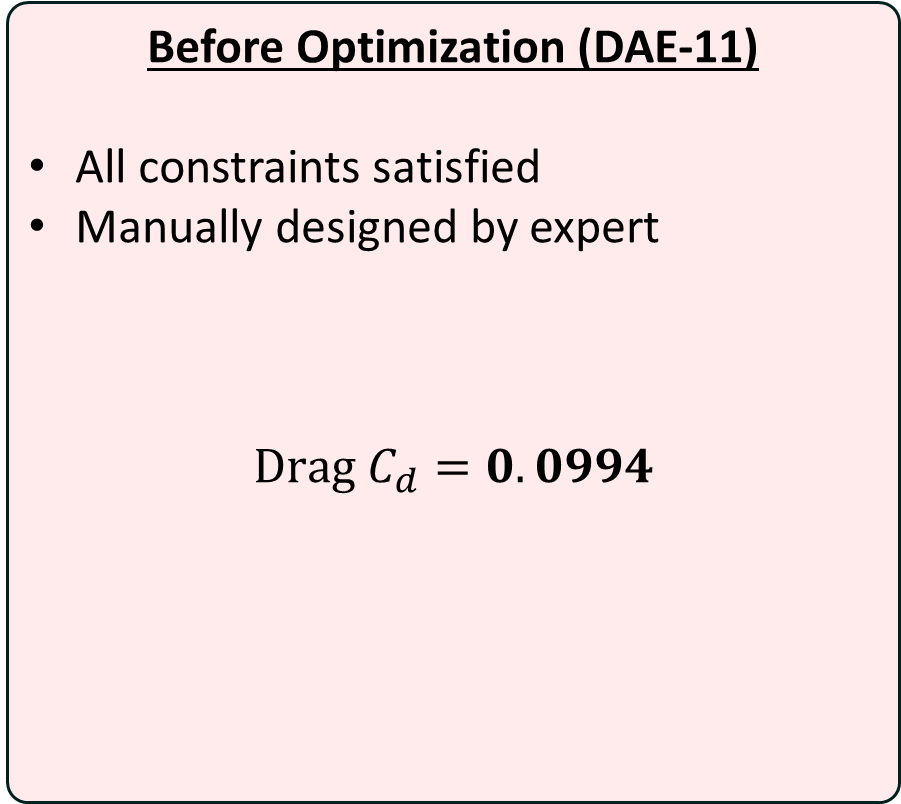 Before Optimization (DAE-11)
• All constraints satisfied
• Manually designed by expert
Drag C_d = 0.0994